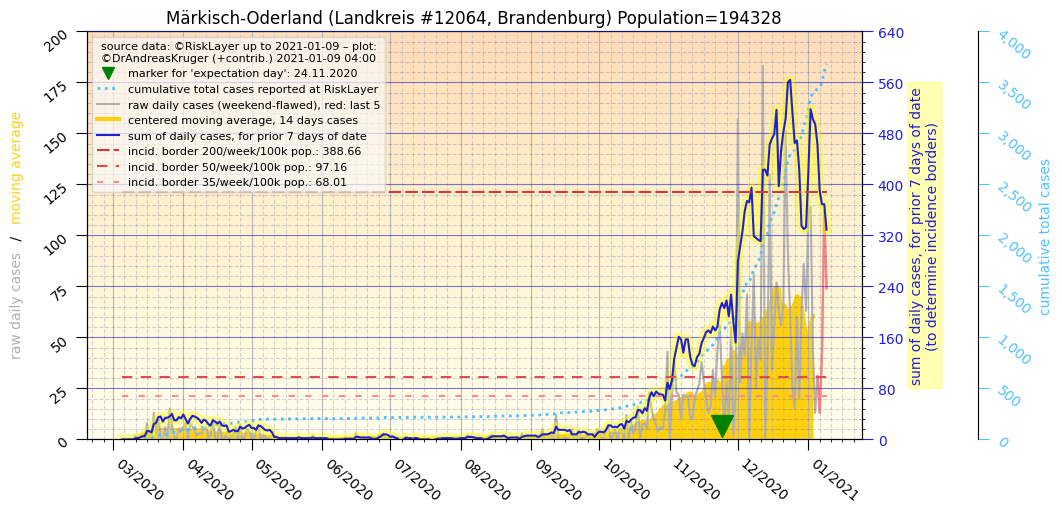 Märkisch-Oderland (Landkreis #12064, Brandenburg) Population=194328
source data: ©RiskLayer up to 2021-01-09 – plot:
©DrAndreasKruger (+contrib.) 2021-01-09 04:00
marker for 'expectation day': 24.11.2020
cumulative total cases reported at RiskLayer
raw daily cases (weekend-flawed), red: last 5
centered moving average, 14 days cases
sum of daily cases, for prior 7 days of date
incid. border 200/week/100k pop.: 388.66
incid. border 50/week/100k pop.: 97.16
incid. border 35/week/100k pop.: 68.01
raw daily cases / moving average
200
175
150
125
100
75
50
25
0
03/2020
04/2020
05/2020
06/2020
07/2020
08/2020
09/2020
10/2020
11/2020
12/2020
01/2021
640
560
480
400
320
240
160
80
0
sum of daily cases, for prior 7 days of date
(to determine incidence borders)
4,000
3,500
3,000
2,500
2,000
1,500
1,000
500
0
cumulative total cases